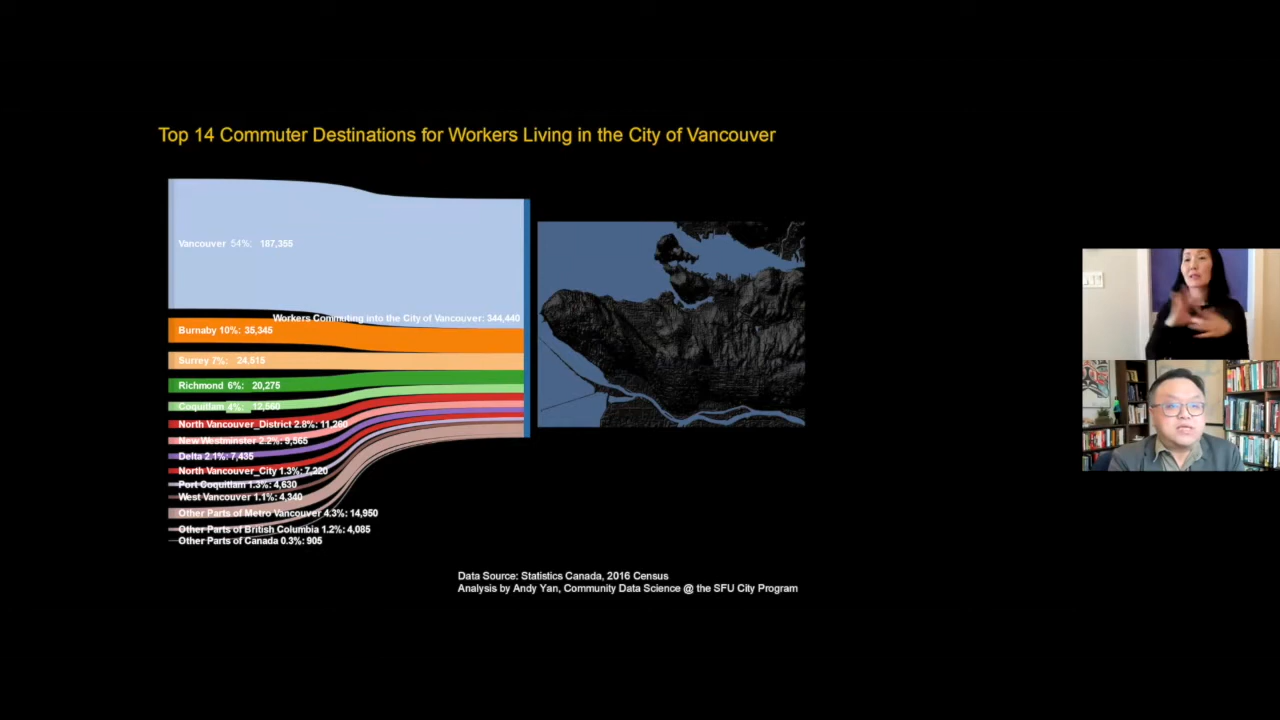 Top 14 Commuter Destinations for Workers Living in the City of Vancouver
Vancouver 54%: 187,355
Workers Commuting into the City of Vancouver: 344,440
Burnaby 10%: 35,345
Surrey 7%: 24,515
Richmond 6%: 20,275
Coquitlam 4%: 12,560
North Vancouver_District 2.8%: 11,260
New Westminster 2.2%: 9,565
Delta 2.1%: 7,435
North Vancouver_City 1.3%: 7,220
Port Coquitlam 1.3%: 4,630
West Vancouver 1.1%: 4,340
Other Parts of Metro Vancouver 4.3%: 14,950
Other Parts of British Columbia 1.2%: 4,085
Other Parts of Canada 0.3%: 905
Data Source: Statistics Canada, 2016 Census
Analysis by Andy Yan, Community Data Science @ the SFU City Program